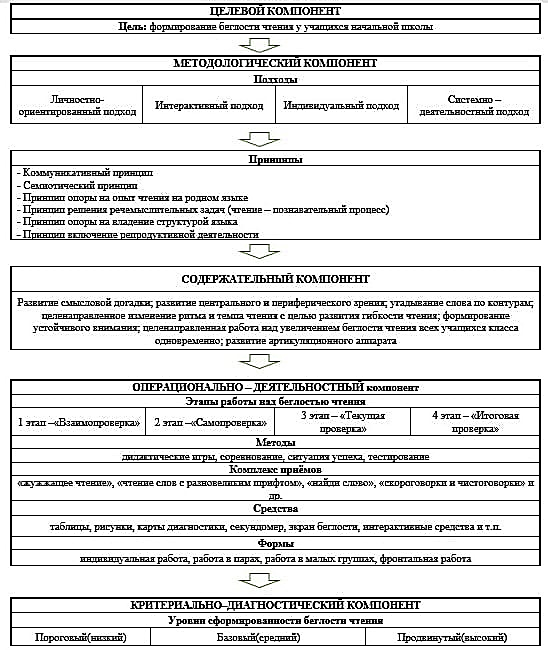 ЦЕЛЕВОЙ КОМПОНЕНТ
Цель: формирование беглости чтения у учащихся начальной школы
МЕТОДОЛОГИЧЕСКИЙ КОМПОНЕНТ
Подходы
Личностно-
ориентированный подход
Интерактивный подход
Индивидуальный подход
Системно –
деятельностный подход
Принципы
- Коммуникативный принцип
- Семиотический принцип
- Принцип опоры на опыт чтения на родном языке
- Принцип решения речемыслительных задач (чтение – познавательный процесс)
- Принцип опоры на владение структурой языка
- Принцип включение репродуктивной деятельности
СОДЕРЖАТЕЛЬНЫЙ КОМПОНЕНТ
Развитие смысловой догадки; развитие центрального и периферического зрения; угадывание слова по контурам;
целенаправленное изменение ритма и темпа чтения с целью развития гибкости чтения; формирование
устойчивого внимания; целенаправленная работа над увеличением беглости чтения всех учащихся класса
одновременно; развитие артикуляционного аппарата
ОПЕРАЦИОНАЛЬНО – ДЕЯТЕЛЬНОСТНЫЙ компонент
Этапы работы над беглостью чтения
1 этап –«Взаимопроверка»
2 этап –«Самопроверка»
3 этап – «Текущая
проверка»
4 этап – «Итоговая
проверка»
Методы
дидактические игры, соревнование, ситуация успеха, тестирование
Комплекс приёмов
«жужжащее чтение», «чтение слов с разновеликим шрифтом», «найди слово», «скороговорки и чистоговорки» и
др.
Средства
таблицы, рисунки, карты диагностики, секундомер, экран беглости, интерактивные средства и т.п.
Формы
индивидуальная работа, работа в парах, работа в малых группах, фронтальная работа
КРИТЕРИАЛЬНО–ДИАГНОСТИЧЕСКИЙ КОМПОНЕНТ
Уровни сформированности беглости чтения
Пороговый(низкий)
Базовый(средний)
Продвинутый(высокий)